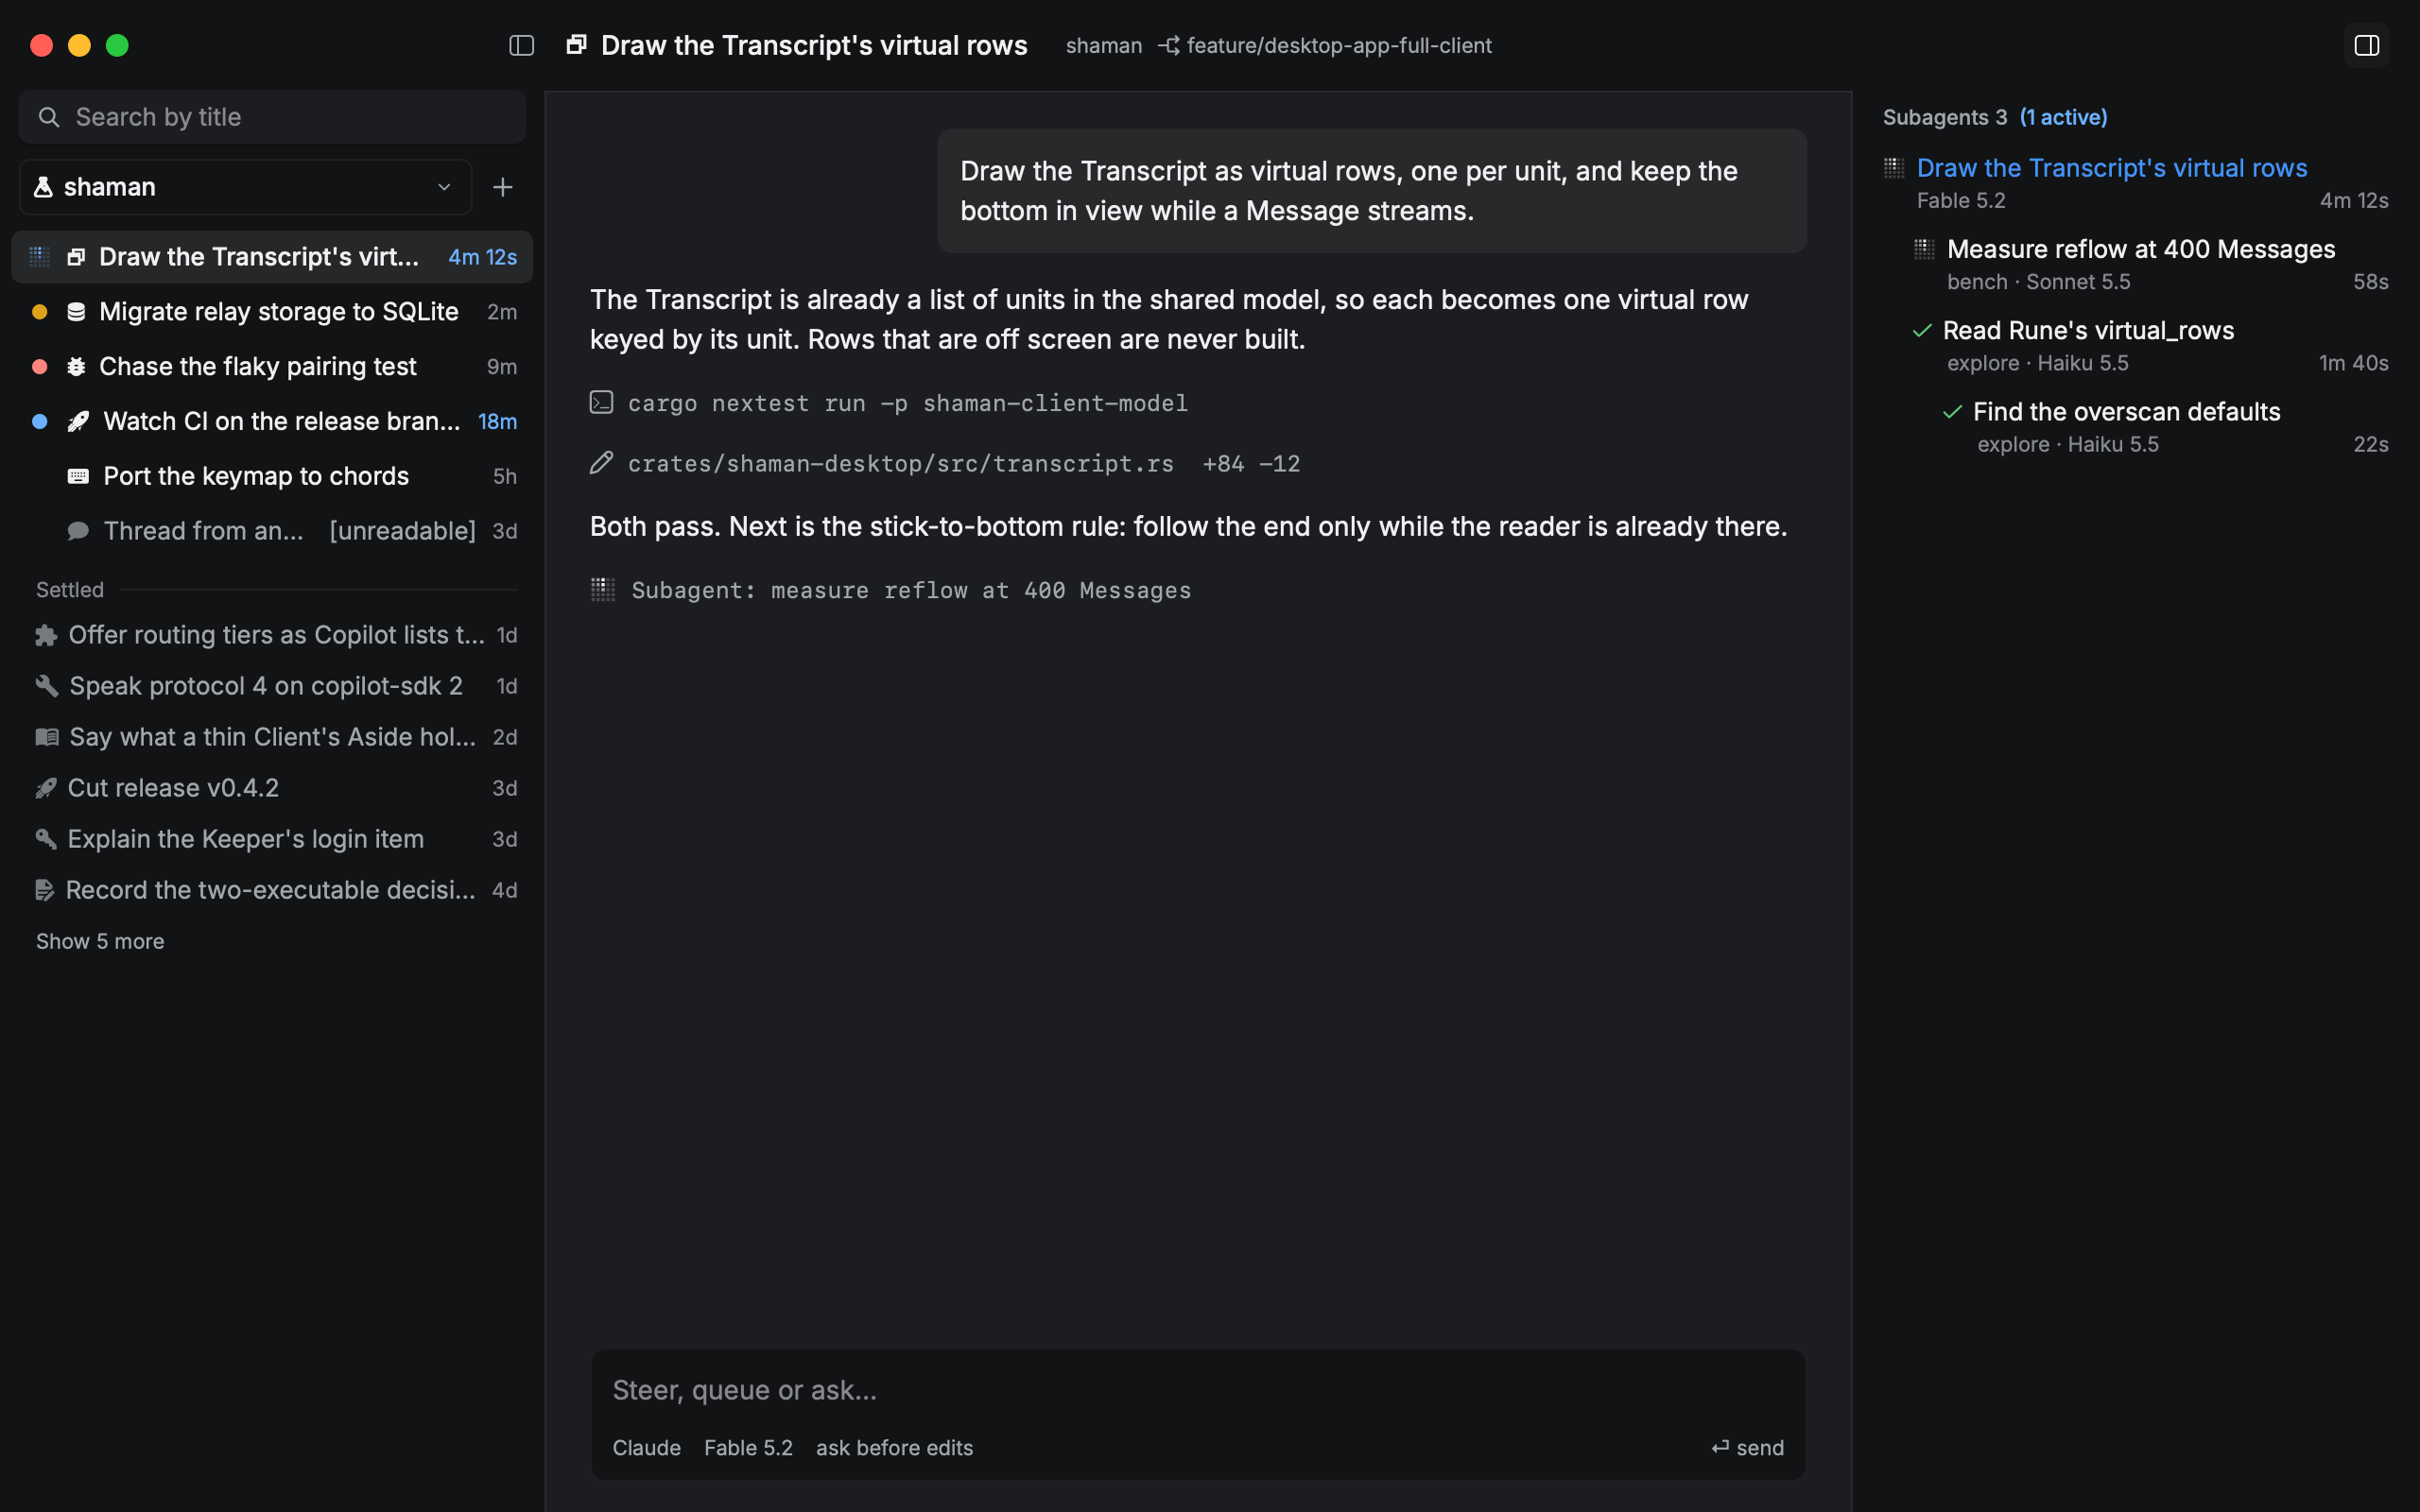 Draw the Transcript's virtual rows
shaman
feature/desktop-app-full-client
Search by title
shaman
Draw the Transcript's virt... 4m 12s
Migrate relay storage to SQLite 2m
Chase the flaky pairing test 9m
Watch CI on the release bran... 18m
Port the keymap to chords 5h
Thread from an... [unreadable] 3d
Settled
Offer routing tiers as Copilot lists t... 1d
Speak protocol 4 on copilot-sdk 2 1d
Say what a thin Client's Aside hol... 2d
Cut release v0.4.2 3d
Explain the Keeper's login item 3d
Record the two-executable decisi... 4d
Show 5 more
Draw the Transcript as virtual rows, one per unit, and keep the
bottom in view while a Message streams.
The Transcript is already a list of units in the shared model, so each becomes one virtual row
keyed by its unit. Rows that are off screen are never built.
cargo nextest run -p shaman-client-model
crates/shaman-desktop/src/transcript.rs +84 -12
Both pass. Next is the stick-to-bottom rule: follow the end only while the reader is already there.
Subagent: measure reflow at 400 Messages
Steer, queue or ask...
Claude Fable 5.2 ask before edits
send
Subagents 3 (1 active)
Draw the Transcript's virtual rows
Fable 5.2 4m 12s
Measure reflow at 400 Messages
bench · Sonnet 5.5 58s
Read Rune's virtual_rows
explore · Haiku 5.5 1m 40s
Find the overscan defaults
explore · Haiku 5.5 22s